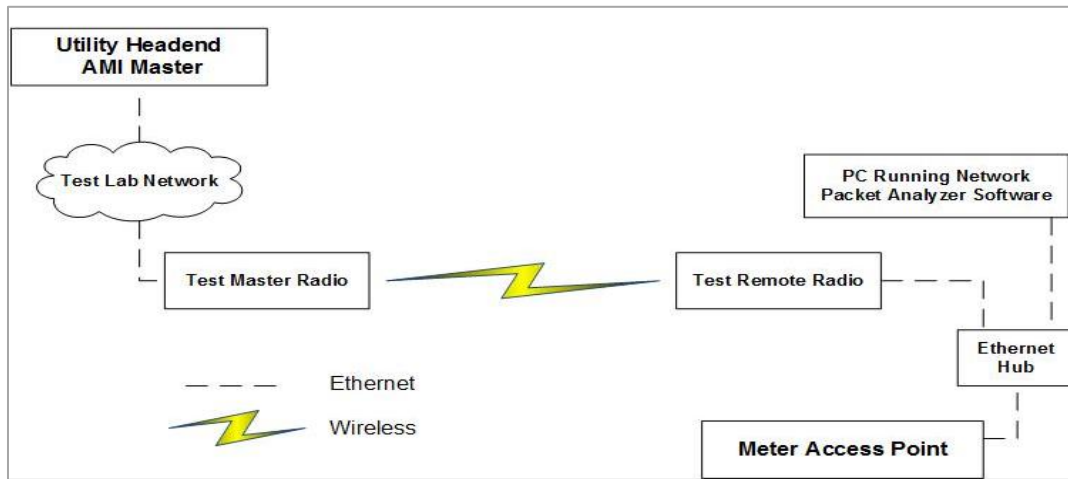 Utility Headend
AMI Master
Test Lab Network
PC Running Network
Packet Analyzer Software
Test Master Radio
Test Remote Radio
Ethernet
Hub
Ethernet
Wireless
Meter Access Point